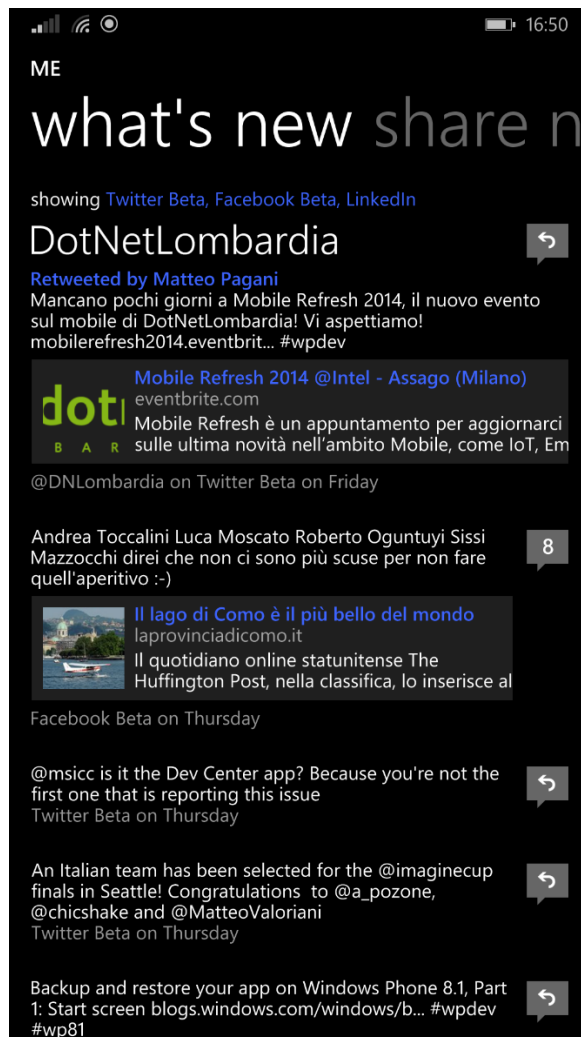 16:50
ME
what's new share n
showing Twitter Beta, Facebook Beta, LinkedIn
DotNetLombardia
Retweeted by Matteo Pagani
Mancano pochi giorni a Mobile Refresh 2014, il nuovo evento
sul mobile di DotNetLombardia! Vi aspettiamo!
mobilerefresh2014.eventbrit... #wpdev
dot
B A R
Mobile Refresh 2014 @Intel - Assago (Milano)
eventbrite.com
Mobile Refresh è un appuntamento per aggiornarci
sulle ultima novità nell'ambito Mobile, come IoT, Em
@DNLombardia on Twitter Beta on Friday
Andrea Toccalini Luca Moscato Roberto Oguntuyi Sissi
Mazzocchi direi che non ci sono più scuse per non fare
quell'aperitivo :-)
8
Il lago di Como è il più bello del mondo
laprovinciadicomo.it
Il quotidiano online statunitense The
Huffington Post, nella classifica, lo inserisce al
Facebook Beta on Thursday
@msicc is it the Dev Center app? Because you're not the
first one that is reporting this issue
Twitter Beta on Thursday
An Italian team has been selected for the @imaginecup
finals in Seattle! Congratulations  to @a_pozone,
@chicshake and @MatteoValoriani
Twitter Beta on Thursday
Backup and restore your app on Windows Phone 8.1, Part
1: Start screen blogs.windows.com/windows/b... #wpdev
#wp81